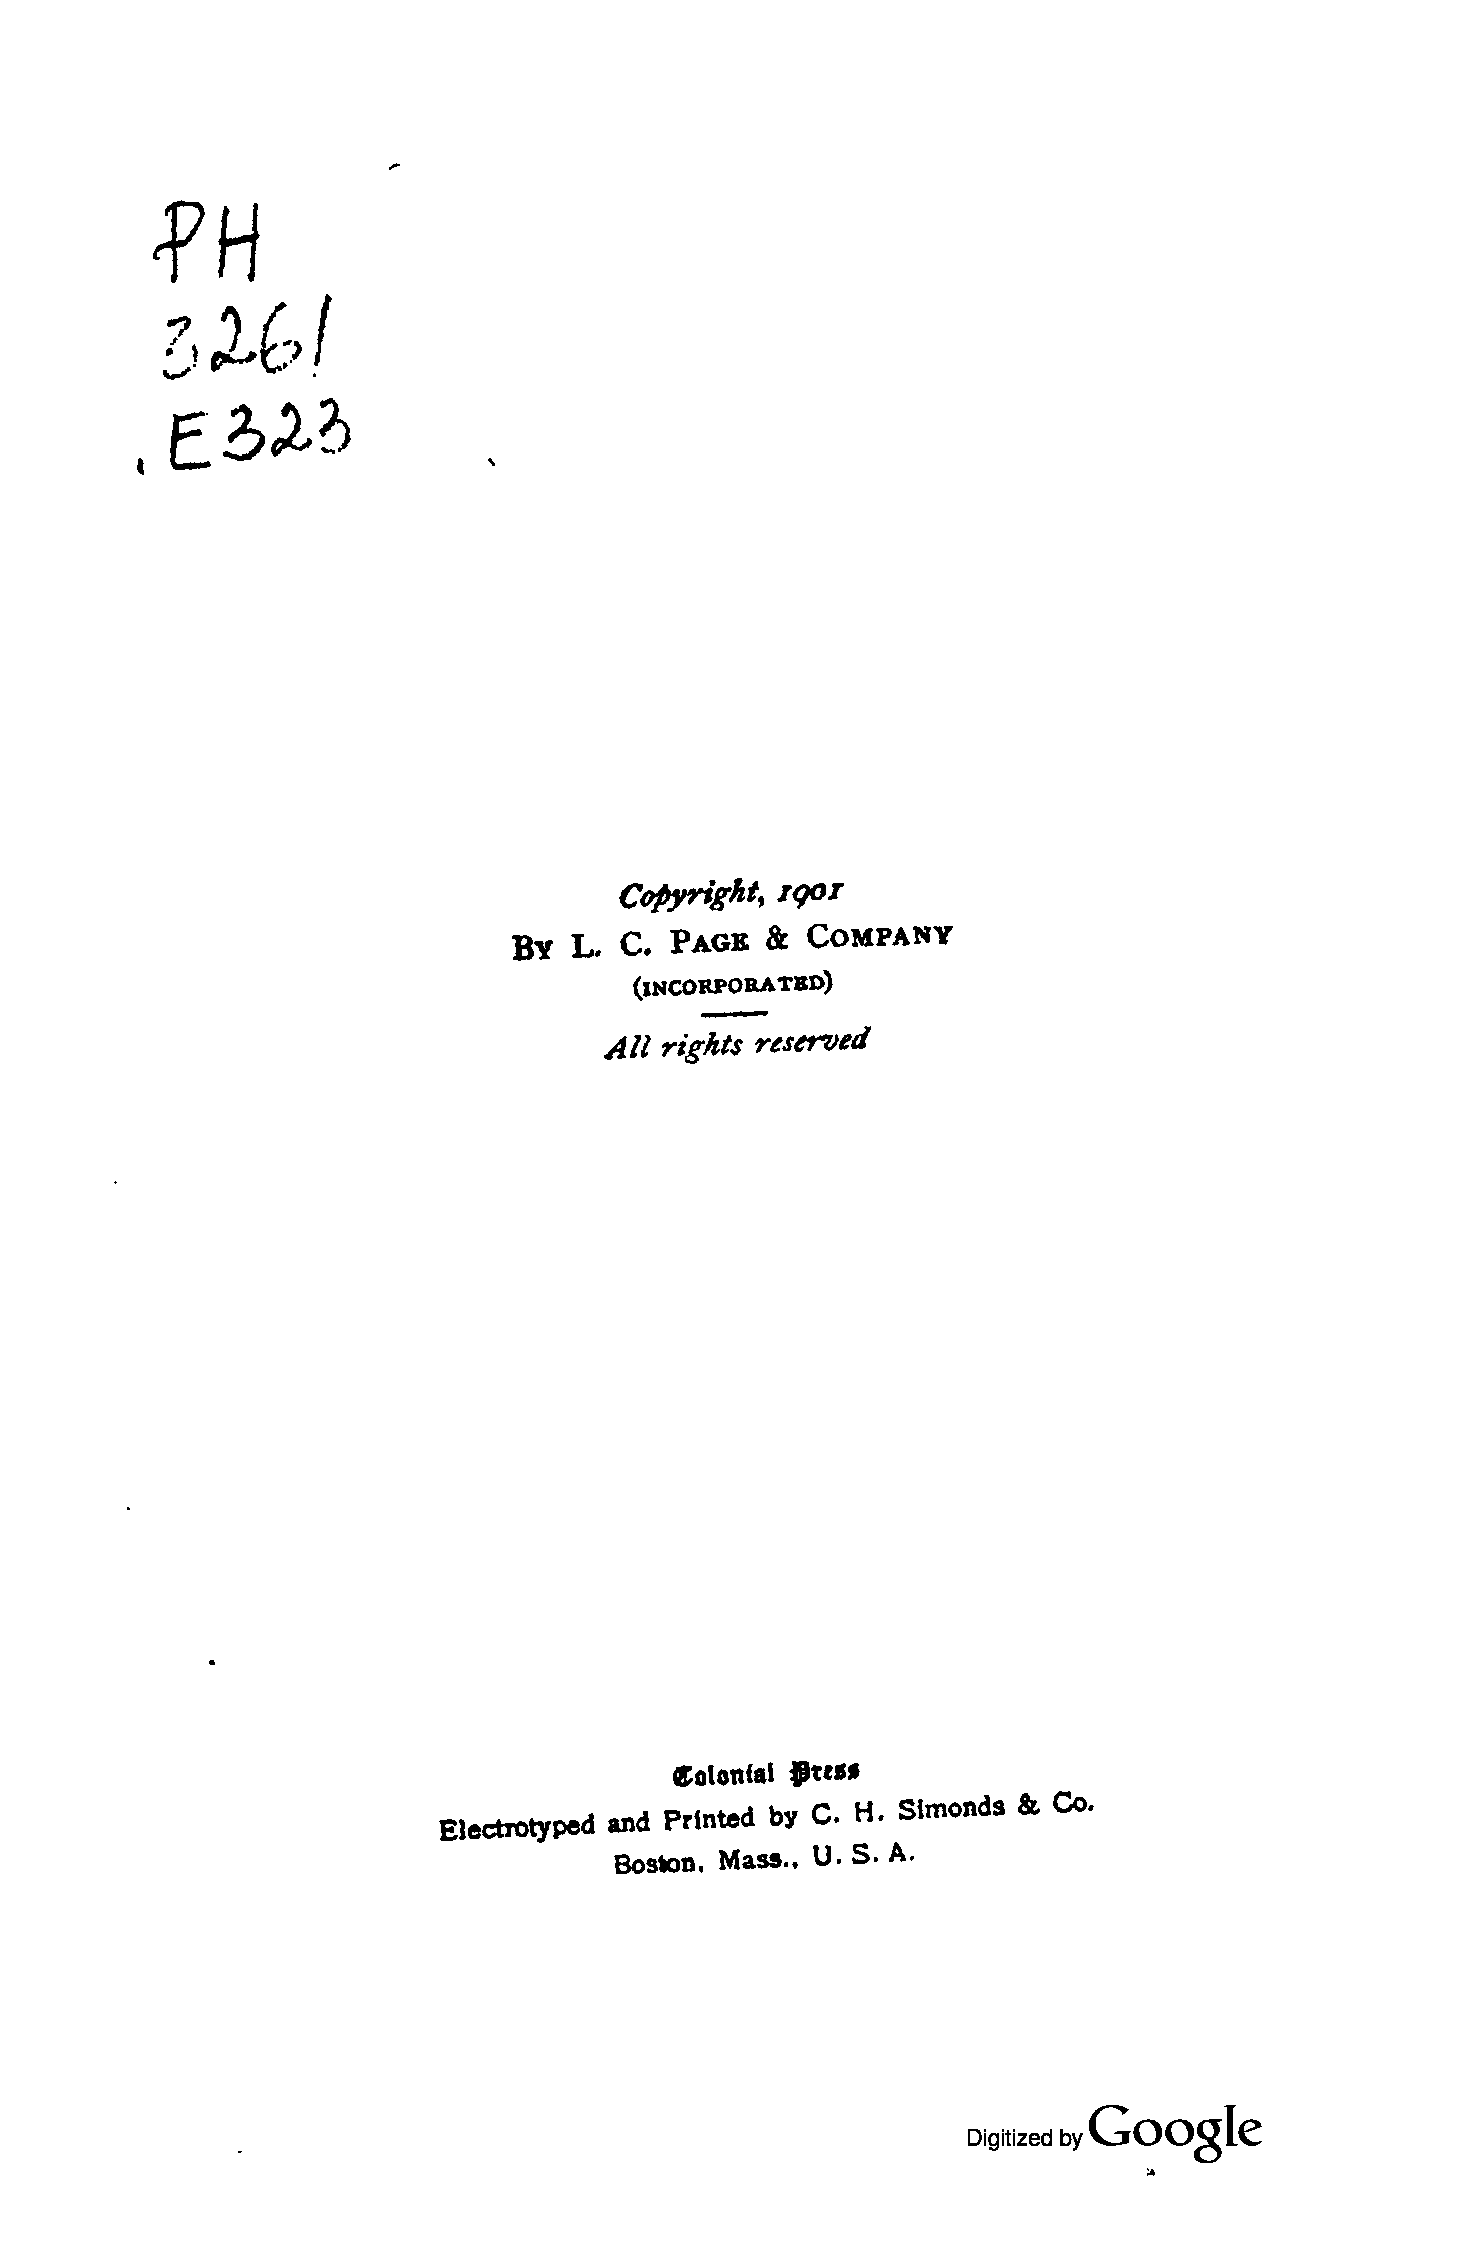 PH
3261
.E323
Copyright, 1901
BY L. C. PAGE & COMPANY
(INCORPORATED)
All rights reserved
Colonial Press
Electrotyped and Printed by C. H. Simonds & Co.
Boston, Mass., U. S. A.
Digitized by Google